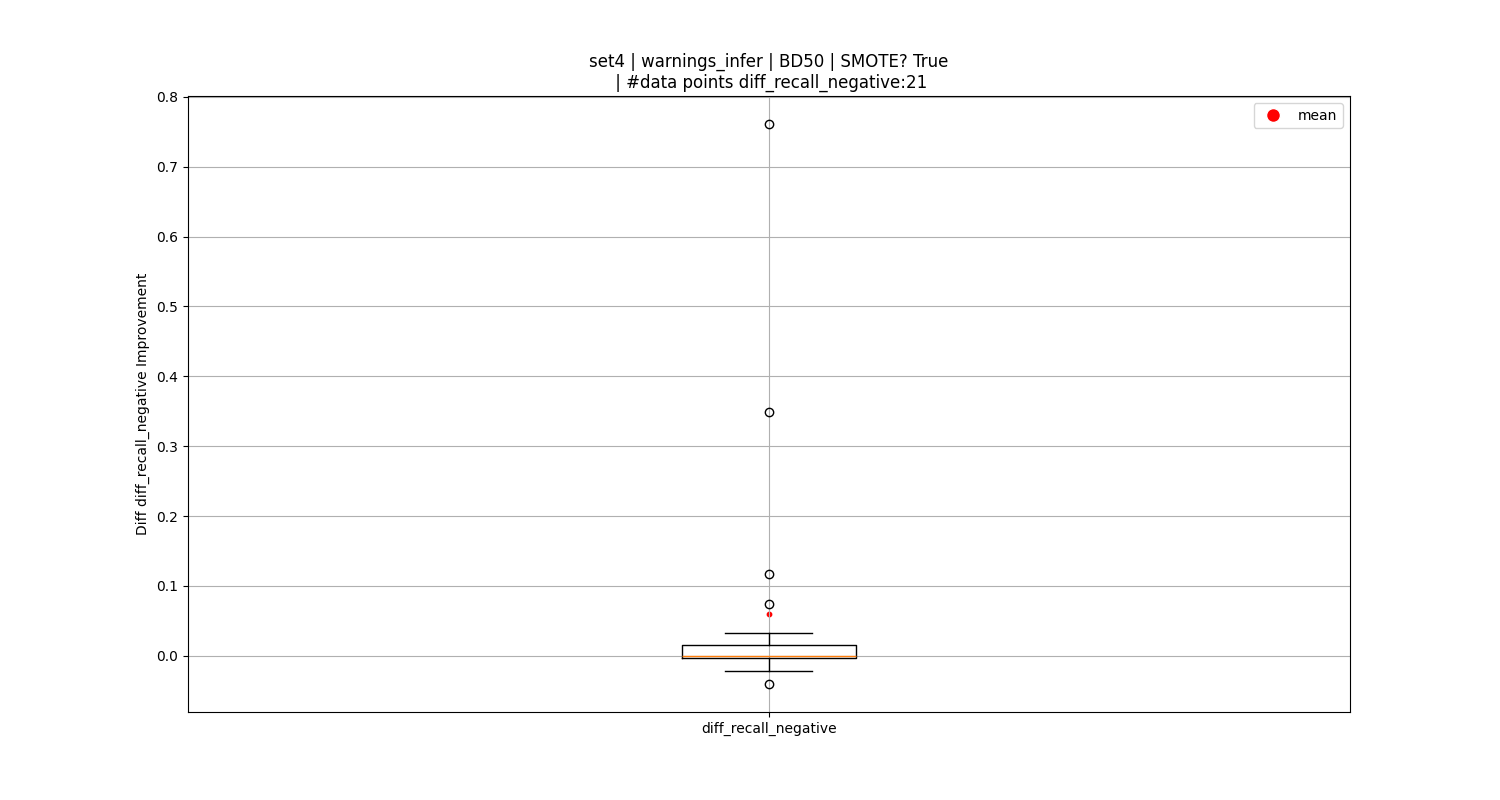 set4 | warnings_infer | BD50 | SMOTE? True
| #data points diff_recall_negative:21
mean
0.8
0.7
0.6
0.5
0.4
0.3
0.2
0.1
0.0
Diff diff_recall_negative Improvement
diff_recall_negative